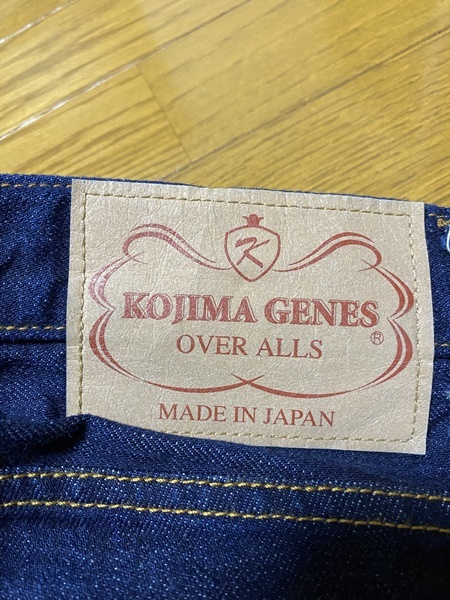 K
KOJIMA GENES®
OVER ALLS
MADE IN JAPAN